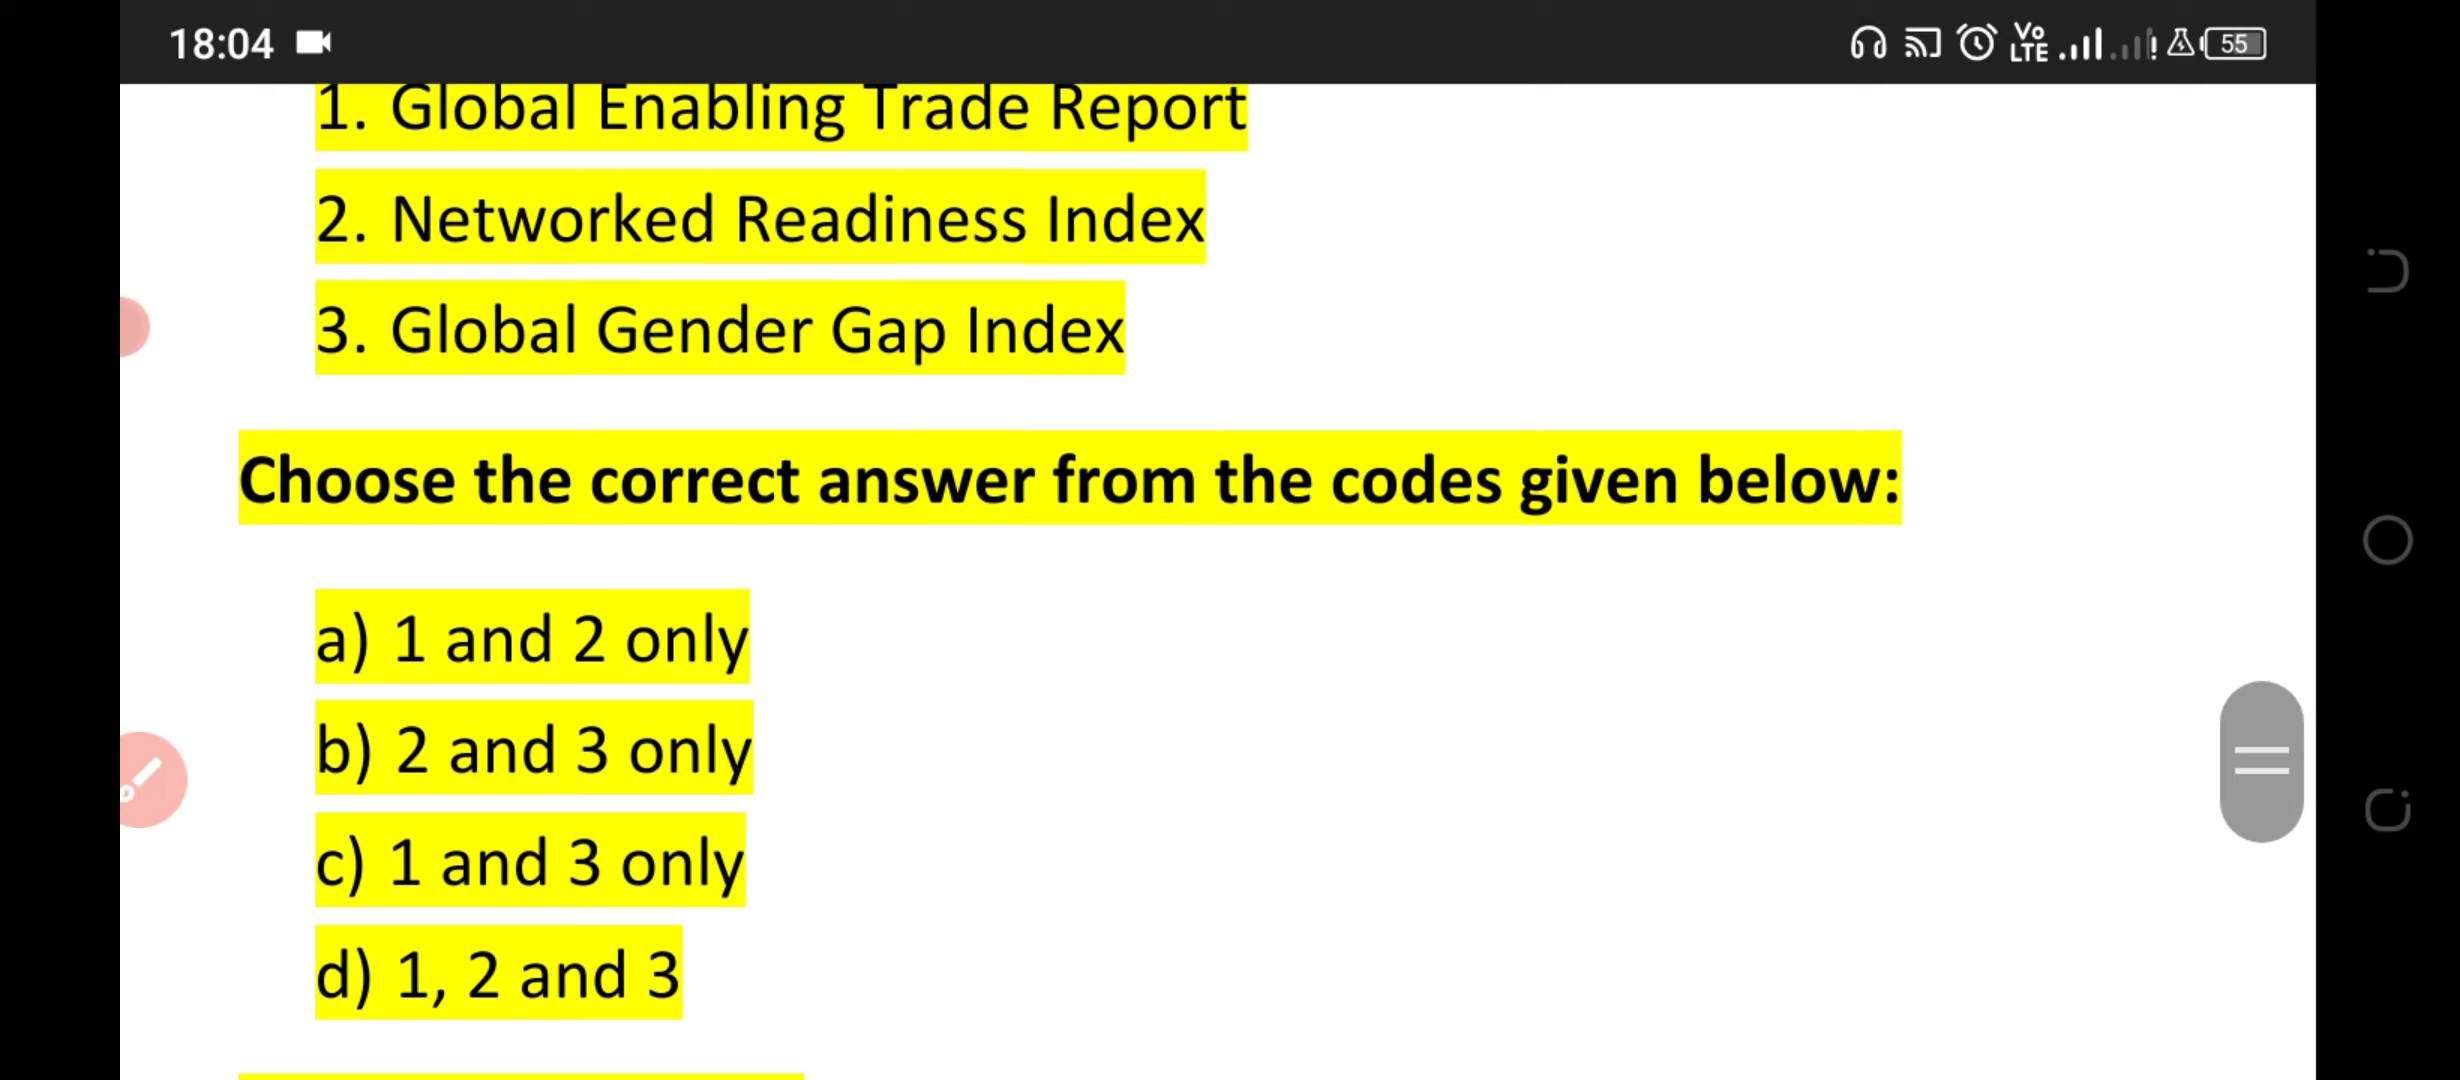 18:04
Vo
LTE
55
1. Global Enabling Trade Report
2. Networked Readiness Index
3. Global Gender Gap Index
Choose the correct answer from the codes given below:
a) 1 and 2 only
b) 2 and 3 only
c) 1 and 3 only
d) 1, 2 and 3